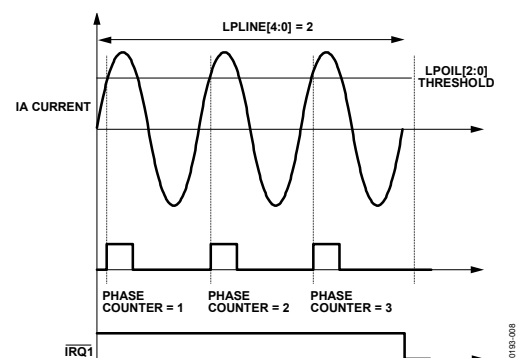 LPLINE[4:0] = 2
LPOIL[2:0]
THRESHOLD
IA CURRENT
PHASE
COUNTER = 1
PHASE
COUNTER = 2
PHASE
COUNTER = 3
IRQ1
0193-008